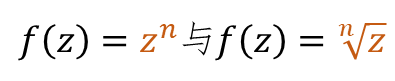 f(z) = zⁿ与f(z) = ⁿ√z